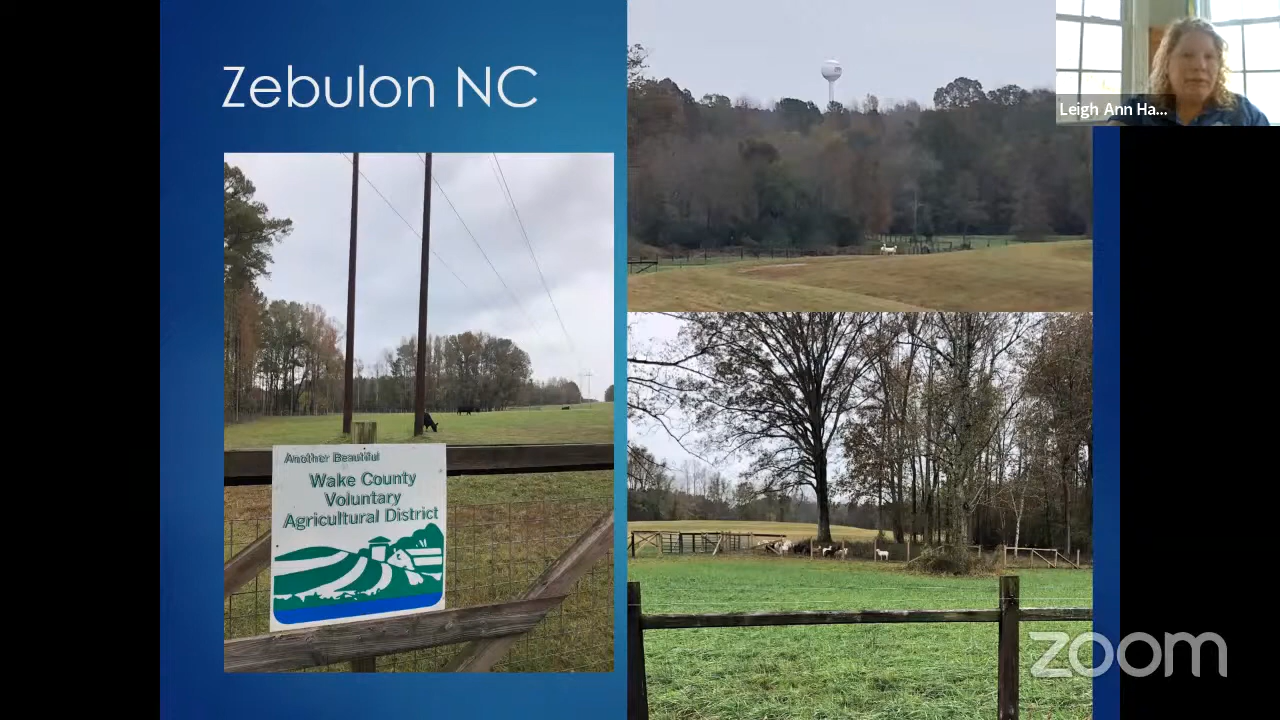 Zebulon NC
Another Beautiful
Wake County
Voluntary
Agricultural District
Leigh Ann Ha...
zoom